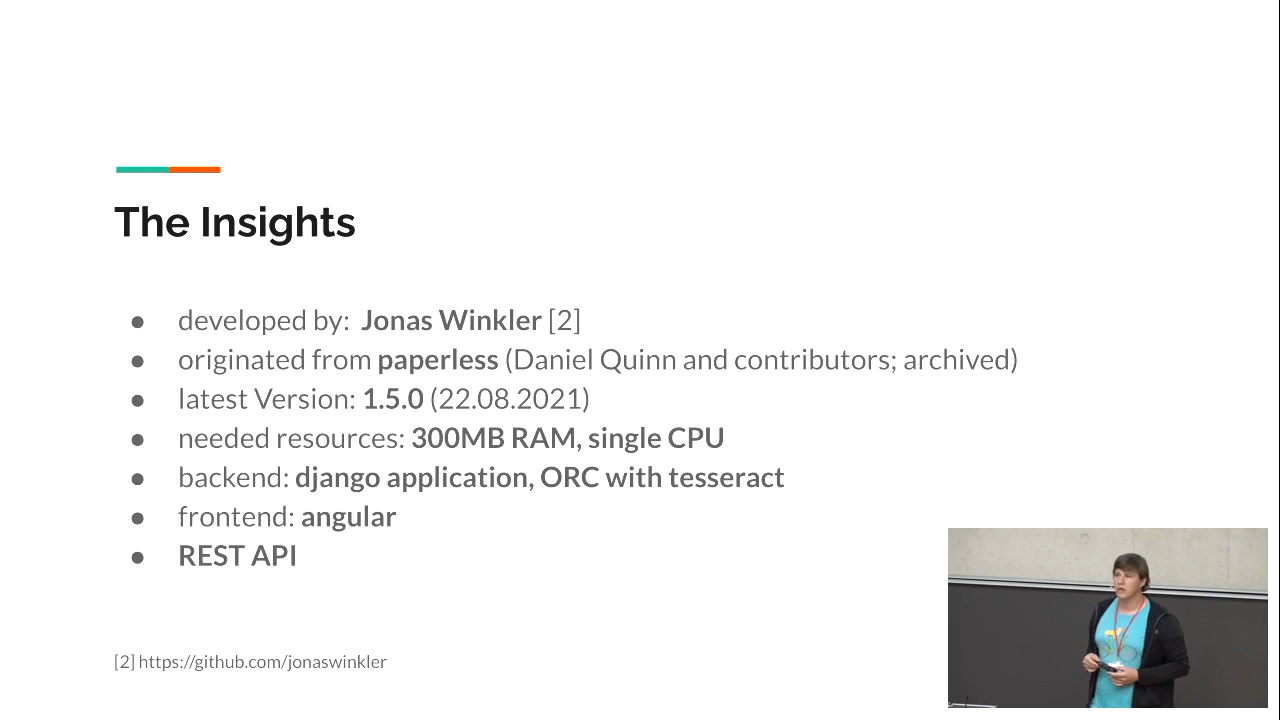 The Insights
● developed by: Jonas Winkler [2]
● originated from paperless (Daniel Quinn and contributors; archived)
● latest Version: 1.5.0 (22.08.2021)
● needed resources: 300MB RAM, single CPU
● backend: django application, ORC with tesseract
● frontend: angular
● REST API
[2] https://github.com/jonaswinkler